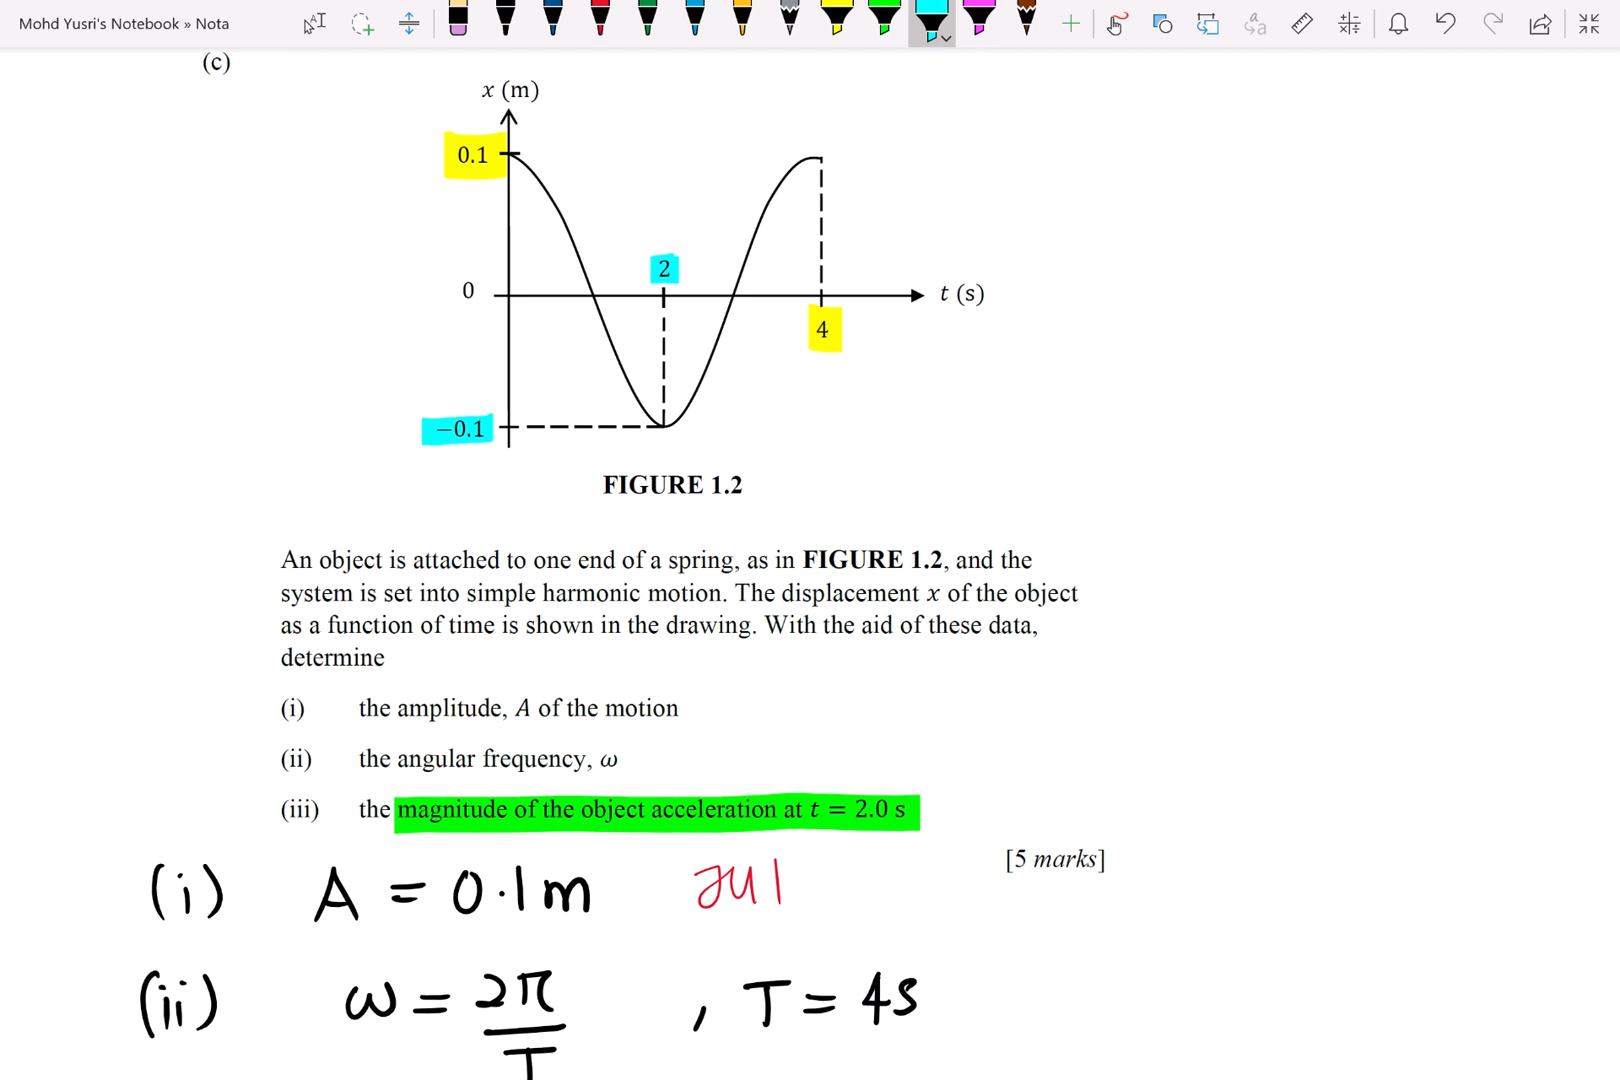 Mohd Yusri's Notebook » Nota
(c)
x (m)
0.1
2
0
t (s)
4
−0.1
FIGURE 1.2
An object is attached to one end of a spring, as in FIGURE 1.2, and the
system is set into simple harmonic motion. The displacement x of the object
as a function of time is shown in the drawing. With the aid of these data,
determine
(i) the amplitude, A of the motion
(ii) the angular frequency, ω
(iii) the magnitude of the object acceleration at t = 2.0 s
[5 marks]
(i) A = 0.1m JU1
(ii) ω = 2π/T , T = 4s